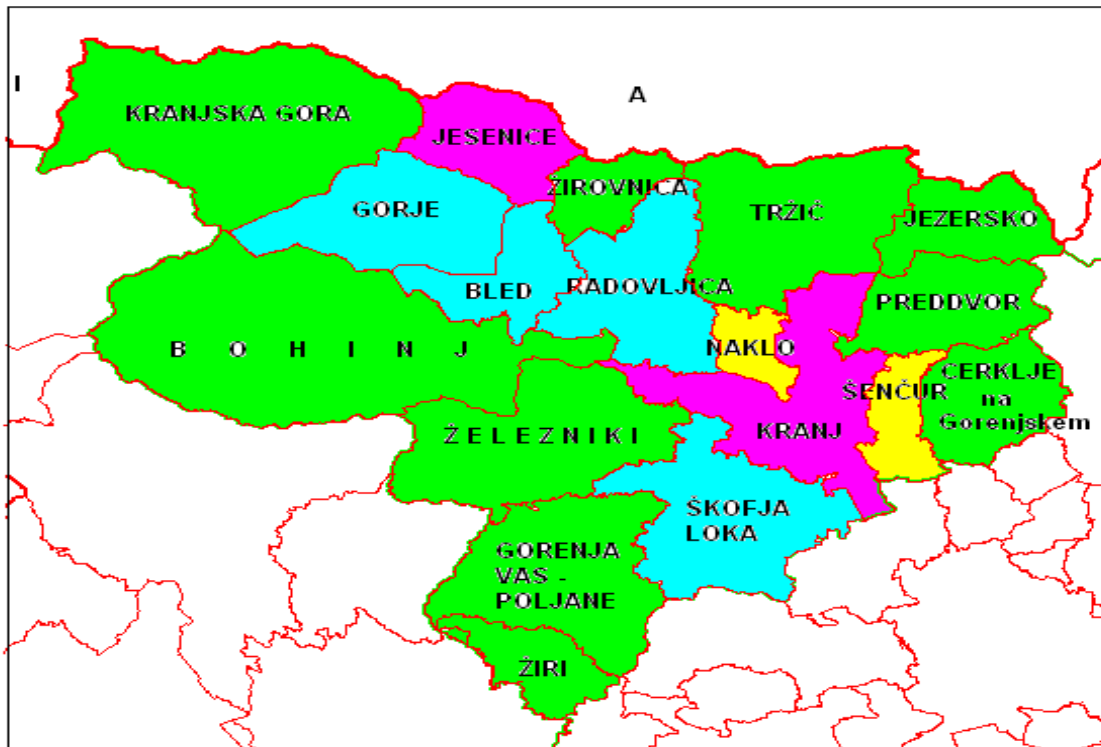 I
A
KRANJSKA GORA
JESENICE
ŽIROVNICA
GORJE
TRŽIČ
JEZERSKO
BLED
RADOVLJICA
PREDDVOR
B O H I N J
NAKLO
ŠENČUR
CERKLJE
na
Gorenjskem
Ž E L E Z N I K I
KRANJ
ŠKOFJA
LOKA
GORENJA
VAS -
POLJANE
ŽIRI